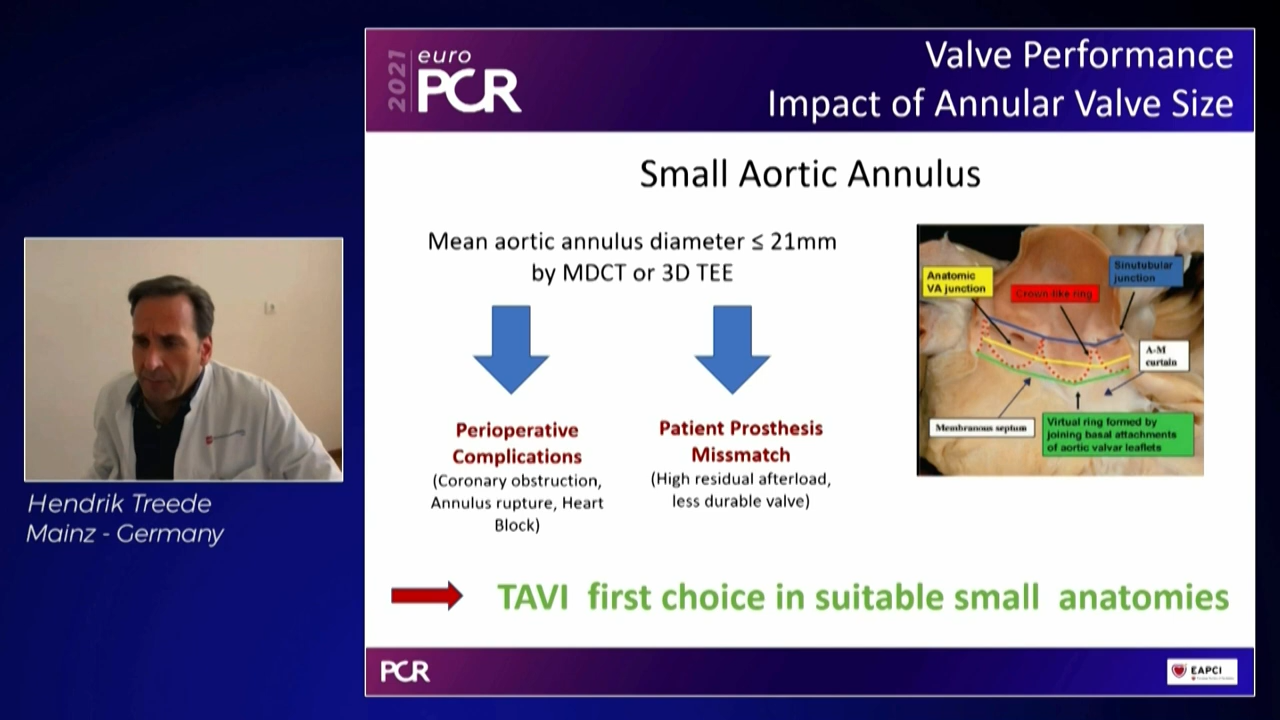 2021
euro
PCR
Valve Performance
Impact of Annular Valve Size
Small Aortic Annulus
Mean aortic annulus diameter ≤ 21mm
by MDCT or 3D TEE
Perioperative
Complications
(Coronary obstruction,
Annulus rupture, Heart
Block)
Patient Prosthesis
Missmatch
(High residual afterload,
less durable valve)
Anatomic
VA junction
Crown-like ring
Sinutubular
junction
A-M
curtain
Membranous septum
Virtual ring formed by
joining basal attachments
of aortic valvar leaflets
TAVI first choice in suitable small anatomies
Hendrik Treede
Mainz - Germany
PCR
EAPCI